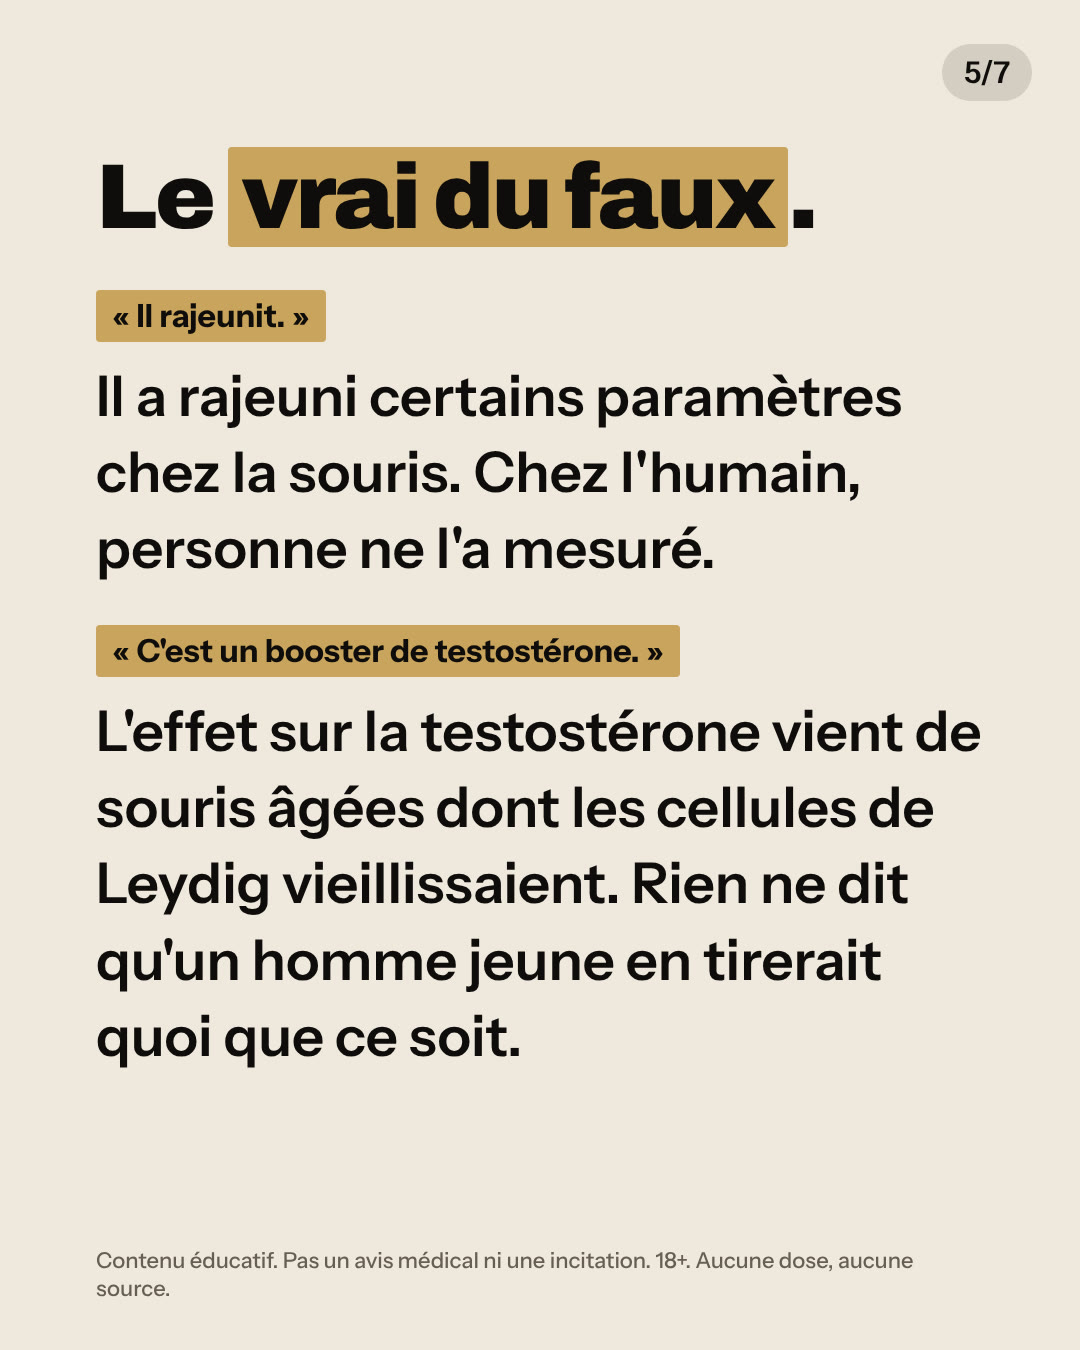 5/7
Le vrai du faux.
« Il rajeunit. »
Il a rajeuni certains paramètres
chez la souris. Chez l'humain,
personne ne l'a mesuré.
« C'est un booster de testostérone. »
L'effet sur la testostérone vient de
souris âgées dont les cellules de
Leydig vieillissaient. Rien ne dit
qu'un homme jeune en tirerait
quoi que ce soit.
Contenu éducatif. Pas un avis médical ni une incitation. 18+. Aucune dose, aucune
source.